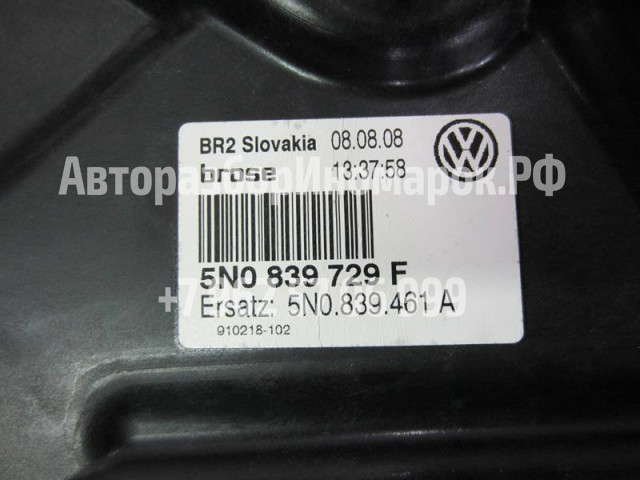 BR2 Slovakia 08.08.08
brose 13:37:58
АвторазборИномарок.РФ
5N0 839 729 F
Ersatz: 5N0.839.461 A
910218-102